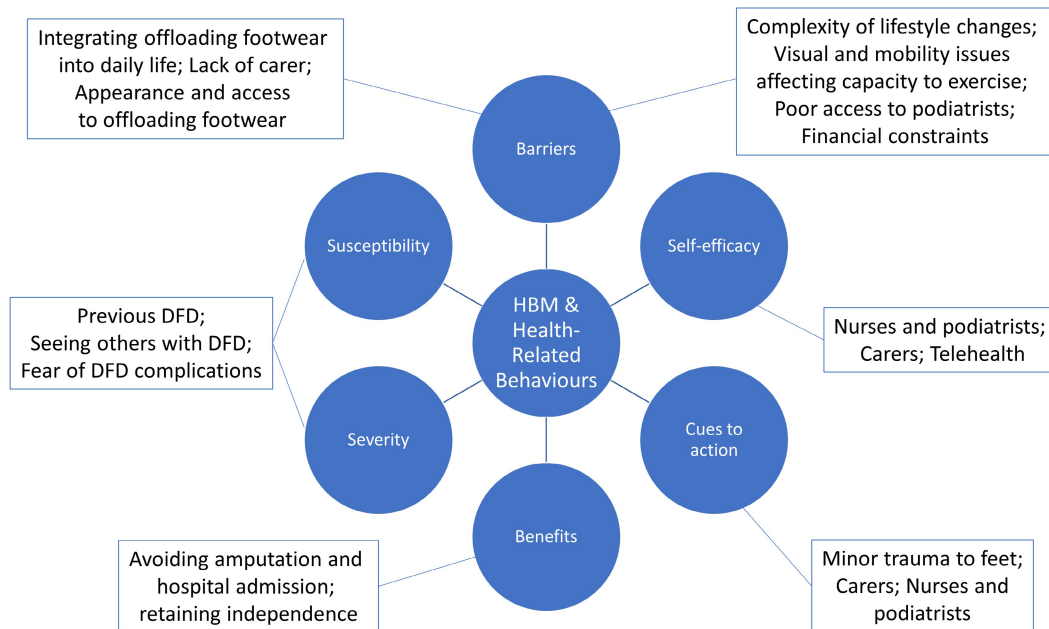 Integrating offloading footwear
into daily life; Lack of carer;
Appearance and access
to offloading footwear
Complexity of lifestyle changes;
Visual and mobility issues
affecting capacity to exercise;
Poor access to podiatrists;
Financial constraints
Barriers
Susceptibility
Self-efficacy
HBM &
Health-
Related
Behaviours
Previous DFD;
Seeing others with DFD;
Fear of DFD complications
Nurses and podiatrists;
Carers; Telehealth
Severity
Cues to
action
Benefits
Avoiding amputation and
hospital admission;
retaining independence
Minor trauma to feet;
Carers; Nurses and
podiatrists